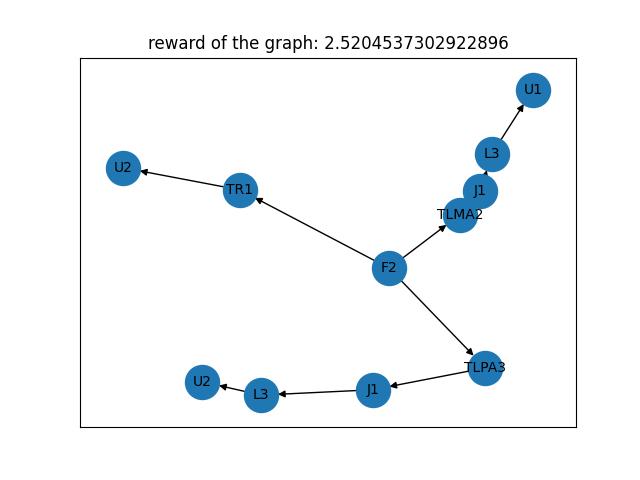 reward of the graph: 2.5204537302922896
U1
L3
U2
TR1
J1
TLMA2
F2
TLPA3
U2
L3
J1